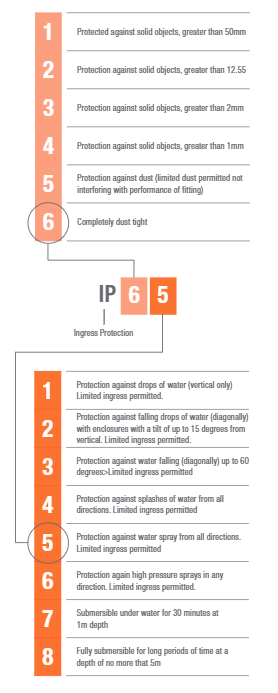 1
Protected against solid objects, greater than 50mm
2
Protection against solid objects, greater than 12.55
3
Protection against solid objects, greater than 2mm
4
Protection against solid objects, greater than 1mm
5
Protection against dust (limited dust permitted not
interfering with performance of fitting)
6
Completely dust tight
IP 6 5
Ingress Protection
1
Protection against drops of water (vertical only)
Limited ingress permitted.
2
Protection against falling drops of water (diagonally)
with enclosures with a tilt of up to 15 degrees from
vertical. Limited ingress permitted.
3
Protection against water falling (diagonally) up to 60
degrees>Limited ingress permitted
4
Protection against splashes of water from all
directions. Limited ingress permitted
5
Protection against water spray from all directions.
Limited ingress permitted
6
Protection again high pressure sprays in any
direction. Limited ingress permitted.
7
Submersible under water for 30 minutes at
1m depth
8
Fully submersible for long periods of time at a
depth of no more that 5m